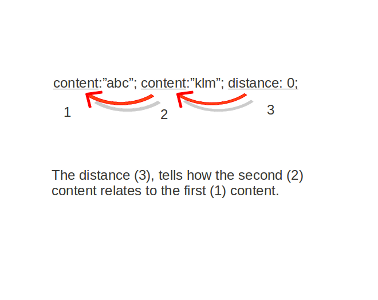 content:”abc”; content:”klm”; distance: 0;
1 2 3
The distance (3), tells how the second (2)
content relates to the first (1) content.